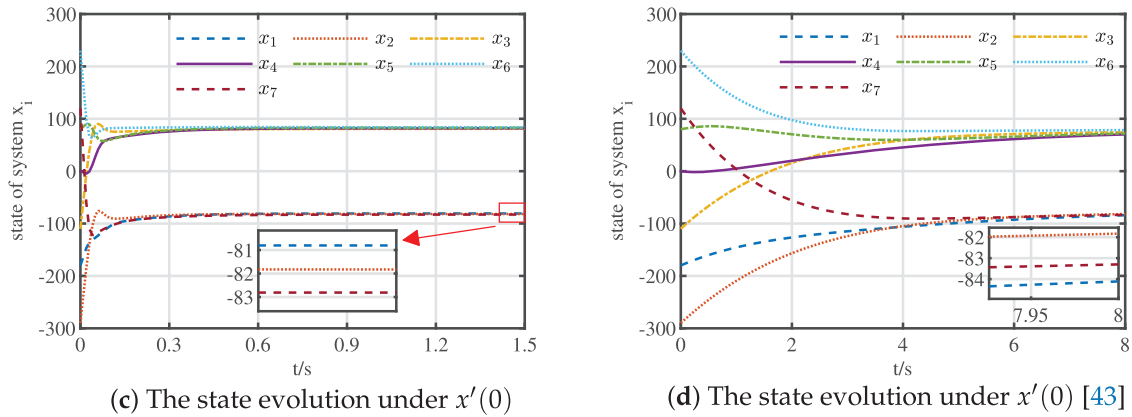 300
200
100
0
-100
-200
-300
state of system x_i
x_1 x_2 x_3
x_4 x_5 x_6
x_7
-81
-82
-83
0 0.3 0.6 0.9 1.2 1.5
t/s
(c) The state evolution under x′(0)
300
200
100
0
-100
-200
-300
state of system x_i
x_1 x_2 x_3
x_4 x_5 x_6
x_7
-82
-83
-84
7.95 8
0 2 4 6 8
t/s
(d) The state evolution under x′(0) [43]